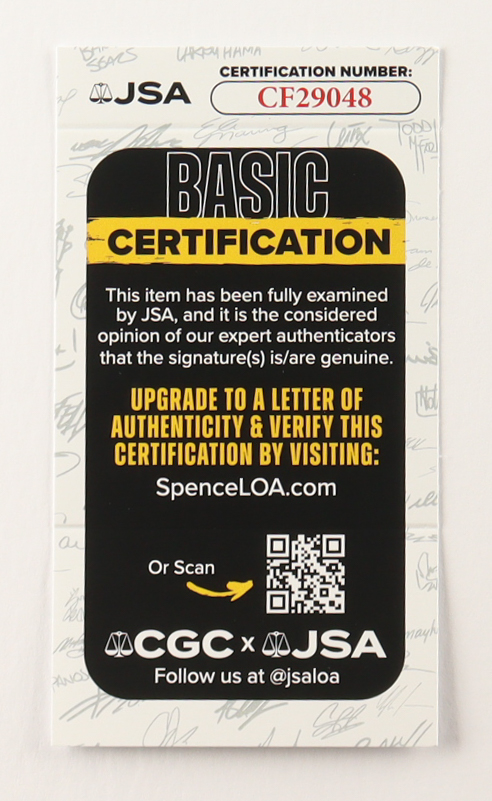 JSA
CERTIFICATION NUMBER:
CF29048
BASIC
CERTIFICATION
This item has been fully examined
by JSA, and it is the considered
opinion of our expert authenticators
that the signature(s) is/are genuine.
UPGRADE TO A LETTER OF
AUTHENTICITY & VERIFY THIS
CERTIFICATION BY VISITING:
SpenceLOA.com
Or Scan
CGC x JSA
Follow us at @jsaloa